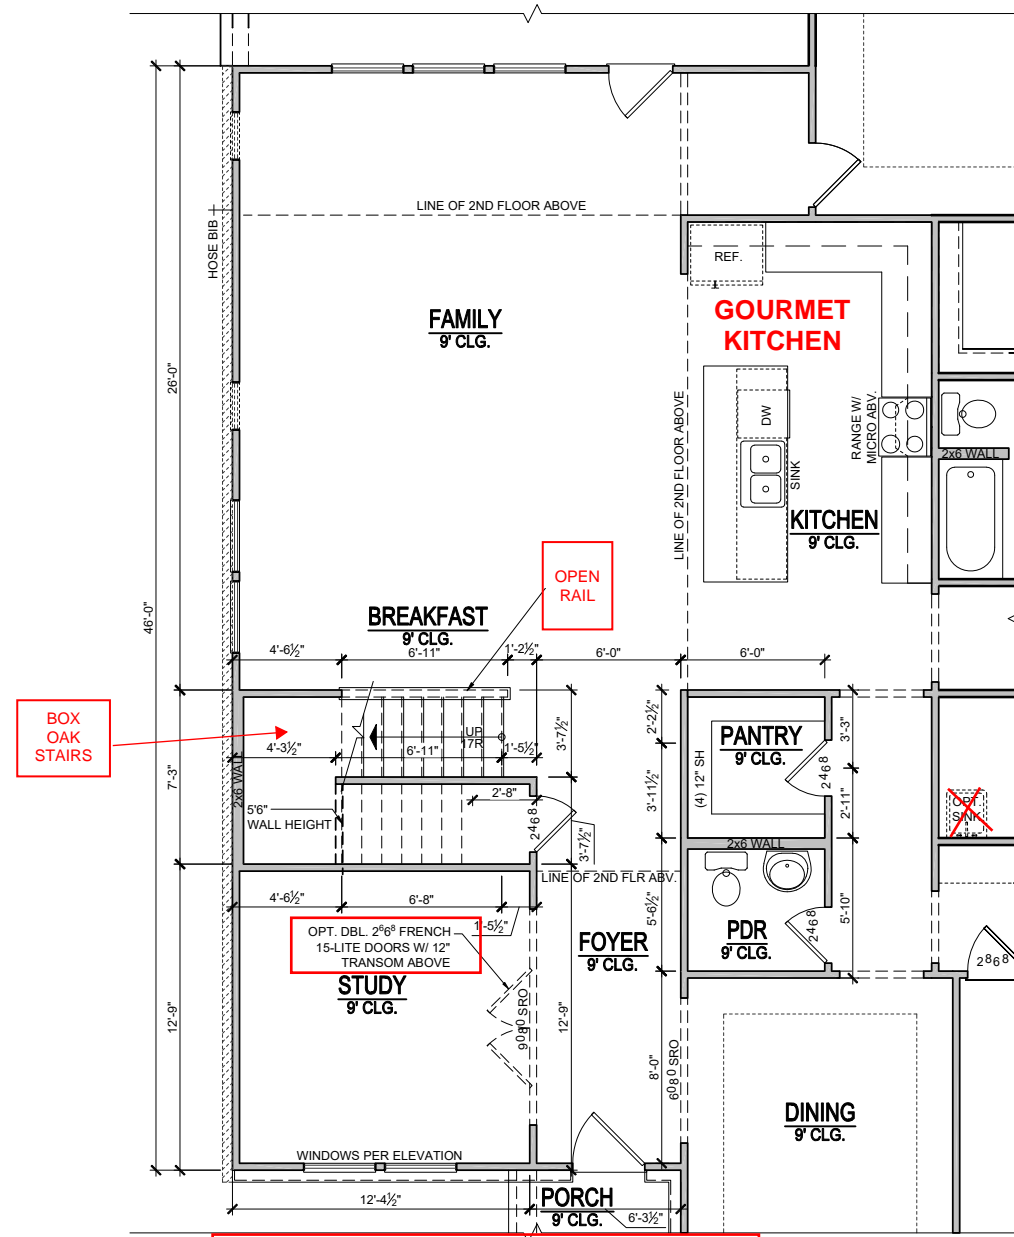 LINE OF 2ND FLOOR ABOVE
HOSE BIB
REF.
GOURMET
KITCHEN
FAMILY
9' CLG.
26'-0"
LINE OF 2ND FLOOR ABOVE
DW
SINK
RANGE W/
MICRO ABV.
2x6 WALL
KITCHEN
9' CLG.
OPEN
RAIL
46'-0"
BREAKFAST
9' CLG.
4'-6½"
6'-11"
1'-2½"
6'-0"
6'-0"
BOX
OAK
STAIRS
4'-3½"
UP
17R
6'-11"
1'-5½"
3'-7½"
2'-2½"
PANTRY
9' CLG.
(4) 12" SH
3'-3"
2468
2x6 WALL
7'-3"
5'6"
WALL HEIGHT
2'-8"
2468
3'-7½"
3'-11½"
2'-11"
OPT.
SINK
2x6 WALL
LINE OF 2ND FLR ABV.
4'-6½"
6'-8"
1'-5½"
5'-6½"
5'-10"
2468
PDR
9' CLG.
OPT. DBL. 2⁶6⁸ FRENCH
15-LITE DOORS W/ 12"
TRANSOM ABOVE
FOYER
9' CLG.
2868
STUDY
9' CLG.
9080 SRO
12'-9"
12'-9"
8'-0"
6080 SRO
DINING
9' CLG.
WINDOWS PER ELEVATION
12'-4½"
PORCH
9' CLG.
6'-3½"